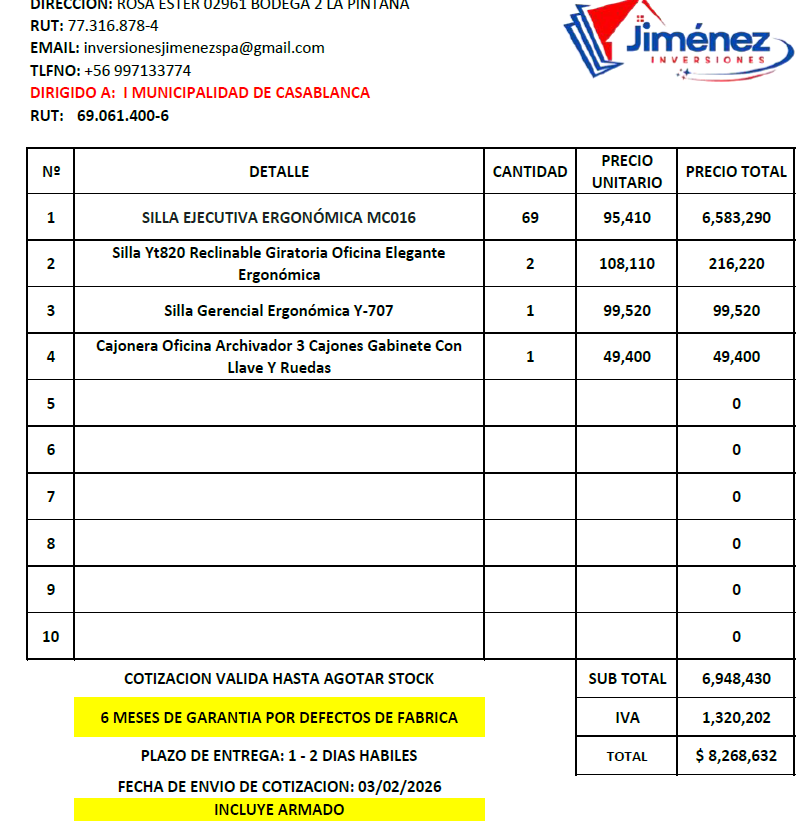 DIRECCION: ROSA ESTER 02961 BODEGA 2 LA PINTANA
RUT: 77.316.878-4
EMAIL: inversionesjimenezspa@gmail.com
TLFNO: +56 997133774
DIRIGIDO A: I MUNICIPALIDAD DE CASABLANCA
RUT: 69.061.400-6
Jiménez
INVERSIONES
Nº DETALLE CANTIDAD PRECIO UNITARIO PRECIO TOTAL
1 SILLA EJECUTIVA ERGONÓMICA MC016 69 95,410 6,583,290
2 Silla Yt820 Reclinable Giratoria Oficina Elegante Ergonómica 2 108,110 216,220
3 Silla Gerencial Ergonómica Y-707 1 99,520 99,520
4 Cajonera Oficina Archivador 3 Cajones Gabinete Con Llave Y Ruedas 1 49,400 49,400
5 0
6 0
7 0
8 0
9 0
10 0
COTIZACION VALIDA HASTA AGOTAR STOCK SUB TOTAL 6,948,430
6 MESES DE GARANTIA POR DEFECTOS DE FABRICA IVA 1,320,202
PLAZO DE ENTREGA: 1 - 2 DIAS HABILES TOTAL $ 8,268,632
FECHA DE ENVIO DE COTIZACION: 03/02/2026
INCLUYE ARMADO